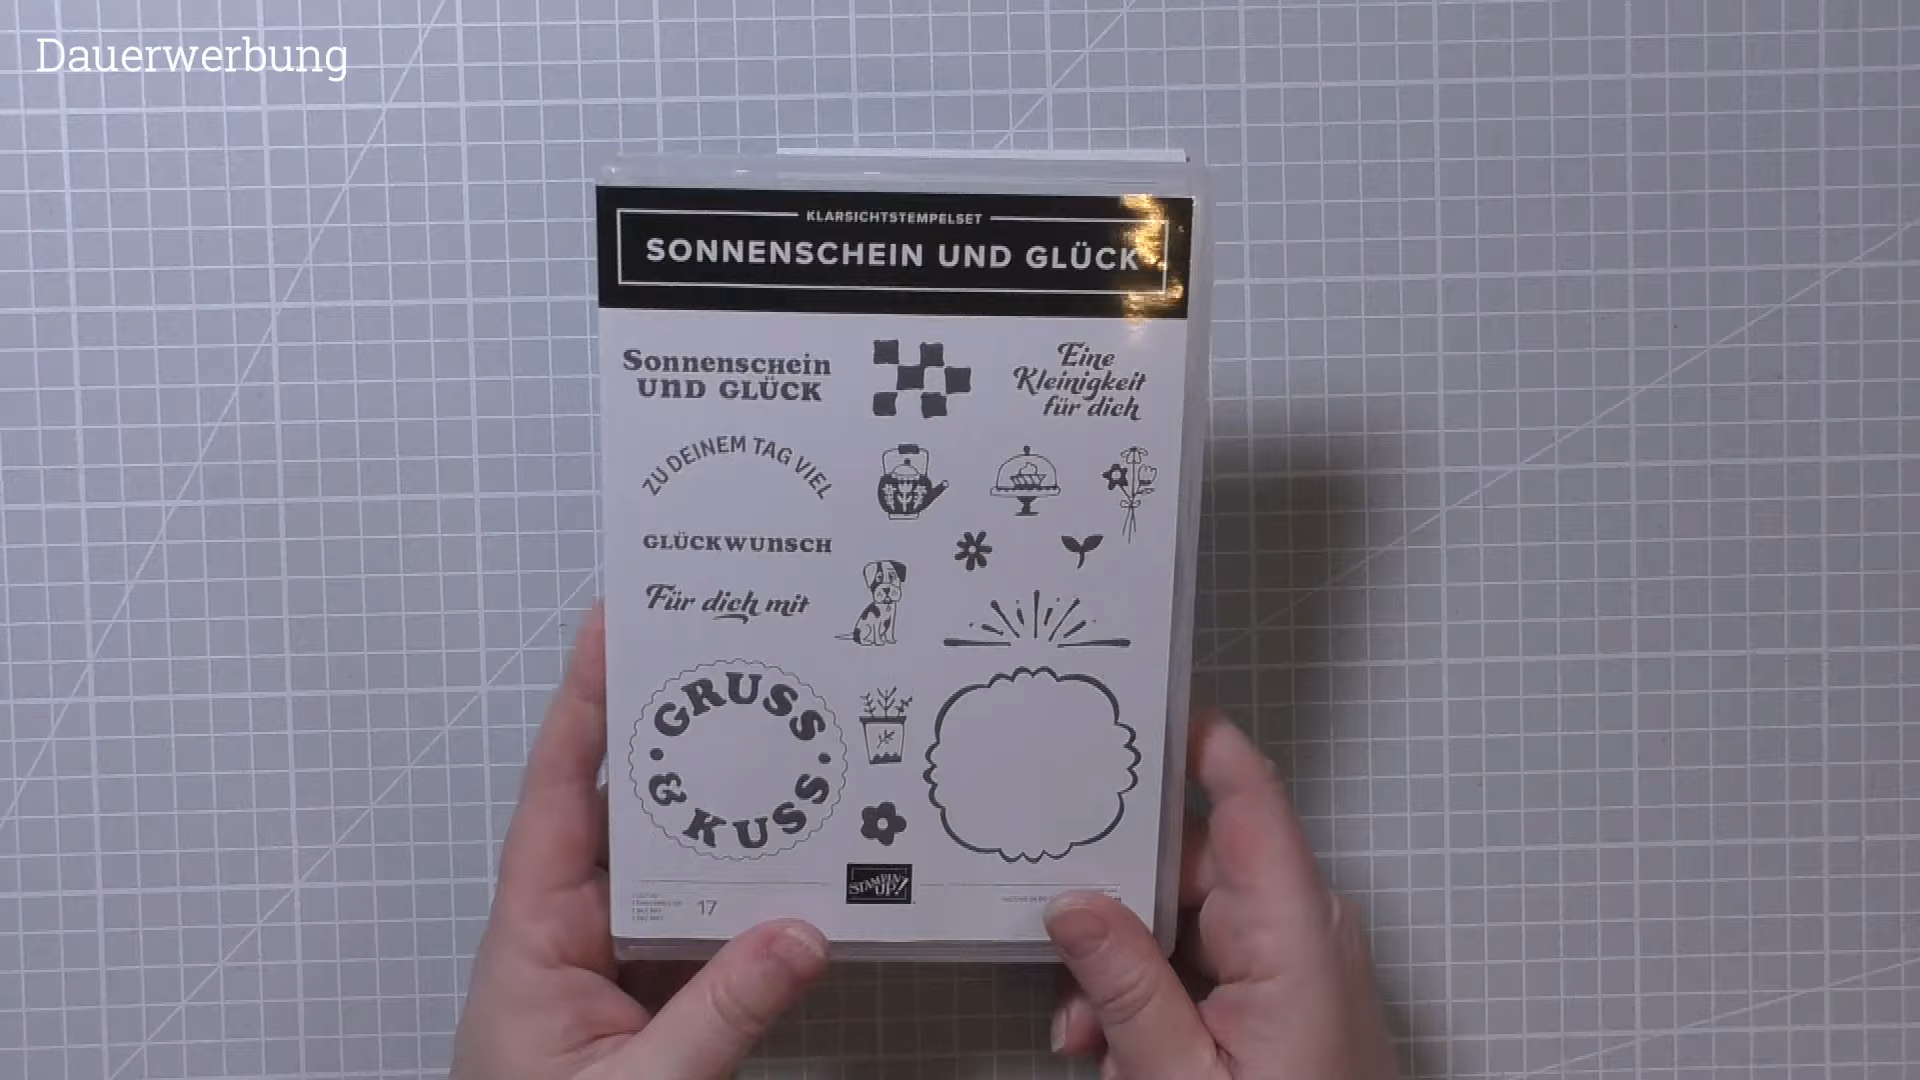 Dauerwerbung
KLARSICHTSTEMPELSET
SONNENSCHEIN UND GLÜCK
Sonnenschein
UND GLÜCK
Eine
Kleinigkeit
für dich
ZU DEINEM TAG VIEL
GLÜCKWUNSCH
Für dich mit
GRUSS
& KUSS
STAMPIN'
UP!
17